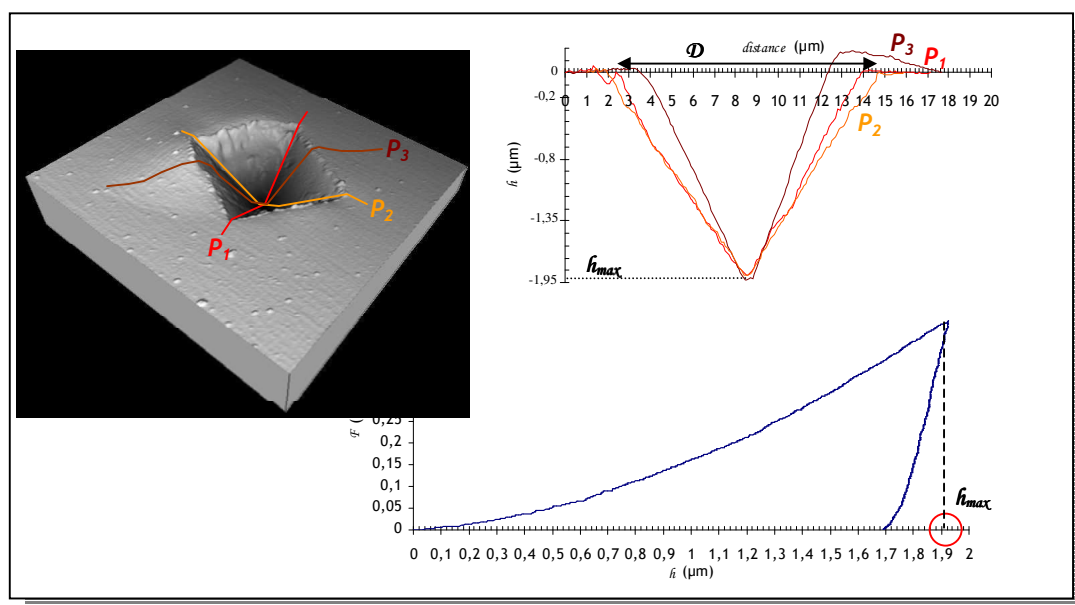 P3
P2
P1
D
distance (µm)
P3
P1
P2
0
-0,2
-0,8
-1,35
-1,95
h (µm)
0 1 2 3 4 5 6 7 8 9 10 11 12 13 14 15 16 17 18 19 20
hmax
F (
0,25
0,2
0,15
0,1
0,05
0
hmax
0 0,1 0,2 0,3 0,4 0,5 0,6 0,7 0,8 0,9 1 1,1 1,2 1,3 1,4 1,5 1,6 1,7 1,8 1,9 2
h (µm)